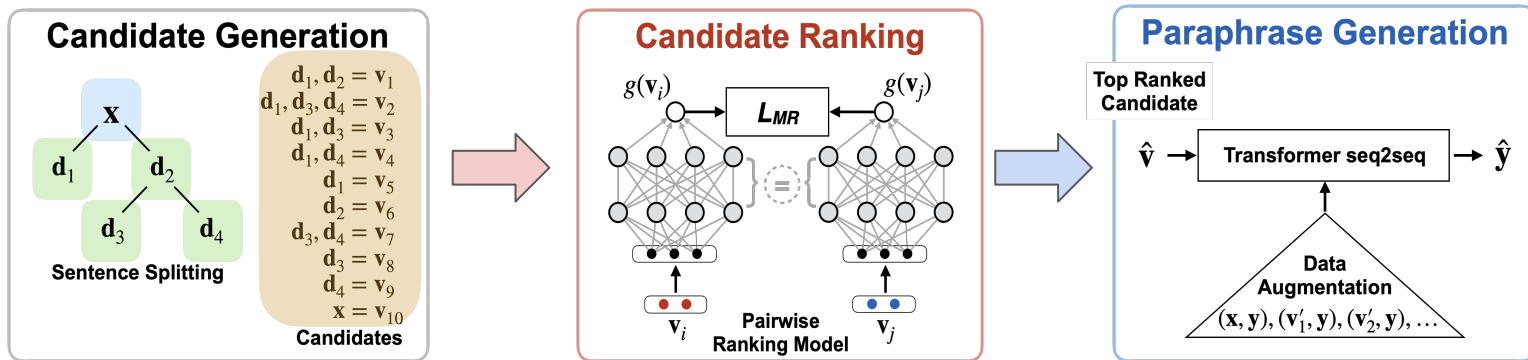 Candidate Generation
x
d₁
d₂
d₃
d₄
Sentence Splitting
d₁, d₂ = v₁
d₁, d₃, d₄ = v₂
d₁, d₃ = v₃
d₁, d₄ = v₄
d₁ = v₅
d₂ = v₆
d₃, d₄ = v₇
d₃ = v₈
d₄ = v₉
x = v₁₀
Candidates
Candidate Ranking
g(vᵢ)
L_MR
g(vⱼ)
=
vᵢ
Pairwise
Ranking Model
vⱼ
Paraphrase Generation
Top Ranked
Candidate
v̂
Transformer seq2seq
ŷ
Data
Augmentation
(x, y), (v′₁, y), (v′₂, y), …